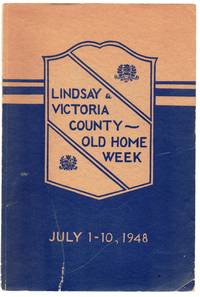 LINDSAY &
VICTORIA
COUNTY~
OLD HOME
WEEK
JULY 1-10, 1948